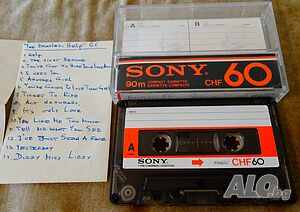 The Beatles: Help-65
1. Help
2. The Night Before
3. You've Got To Hide Your Love Away
4. I Need You
5. Another Girl
6. You're Going To Lose That Girl
7. Ticket To Ride
8. Act Naturally
9. It's Only Love
10. You Like Me Too Much
11. Tell Me What You See
12. I've Just Seen A Face
13. Yesterday
14. Dizzy Miss Lizzy
A
B
SONY
90m
COMPACT CASSETTE
CASSETTE COMPACTE
CHF
60
A
SONY
CHF60
TYPE I · NORMAL POSITION
ALO.bg